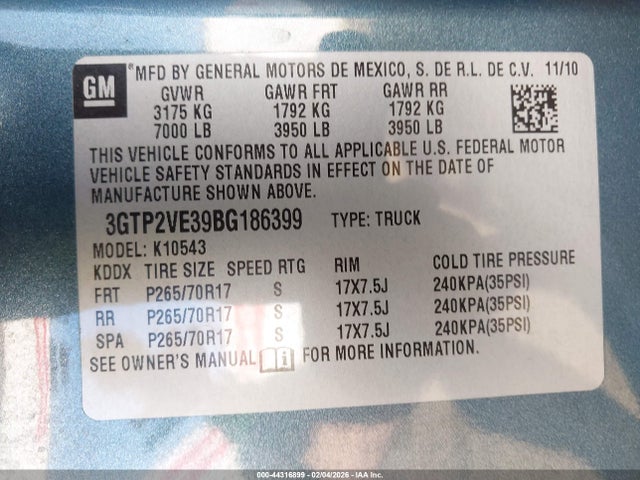 GM
®MFD BY GENERAL MOTORS DE MEXICO, S. DE R.L. DE C.V. 11/10
GVWR GAWR FRT GAWR RR
3175 KG 1792 KG 1792 KG
7000 LB 3950 LB 3950 LB
THIS VEHICLE CONFORMS TO ALL APPLICABLE U.S. FEDERAL MOTOR
VEHICLE SAFETY STANDARDS IN EFFECT ON THE DATE OF
MANUFACTURE SHOWN ABOVE.
3GTP2VE39BG186399 TYPE: TRUCK
MODEL: K10543
KDDX TIRE SIZE SPEED RTG RIM COLD TIRE PRESSURE
FRT P265/70R17 S 17X7.5J 240KPA(35PSI)
RR P265/70R17 S 17X7.5J 240KPA(35PSI)
SPA P265/70R17 S 17X7.5J 240KPA(35PSI)
SEE OWNER'S MANUAL FOR MORE INFORMATION.
000-44316899 - 02/04/2026 - IAA Inc.